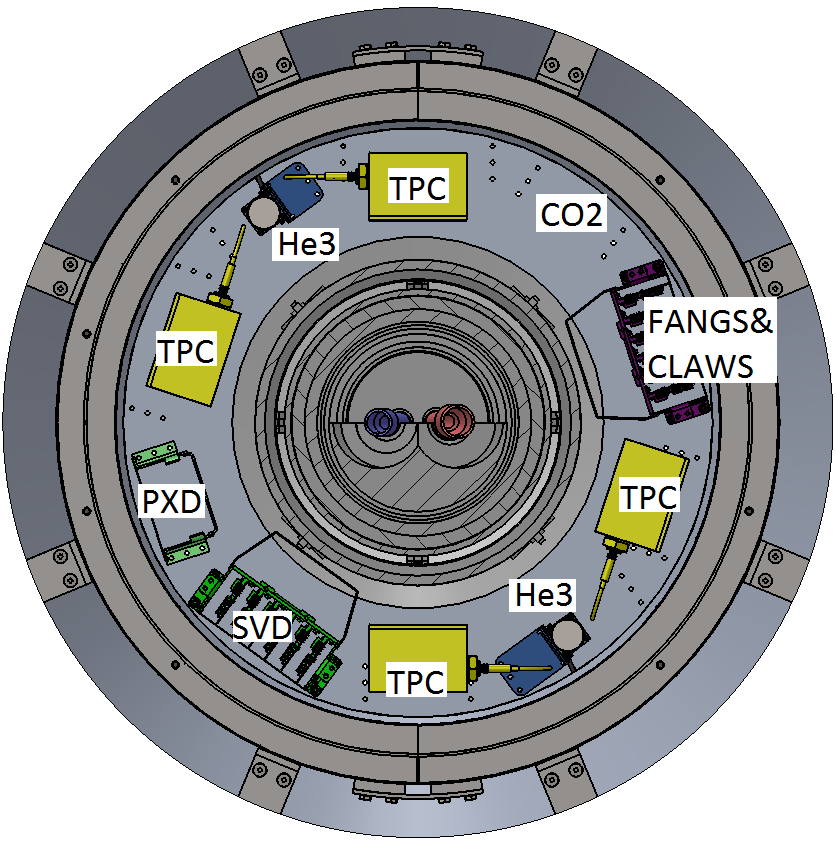 TPC
CO2
He3
FANGS&
CLAWS
TPC
TPC
PXD
He3
SVD
TPC